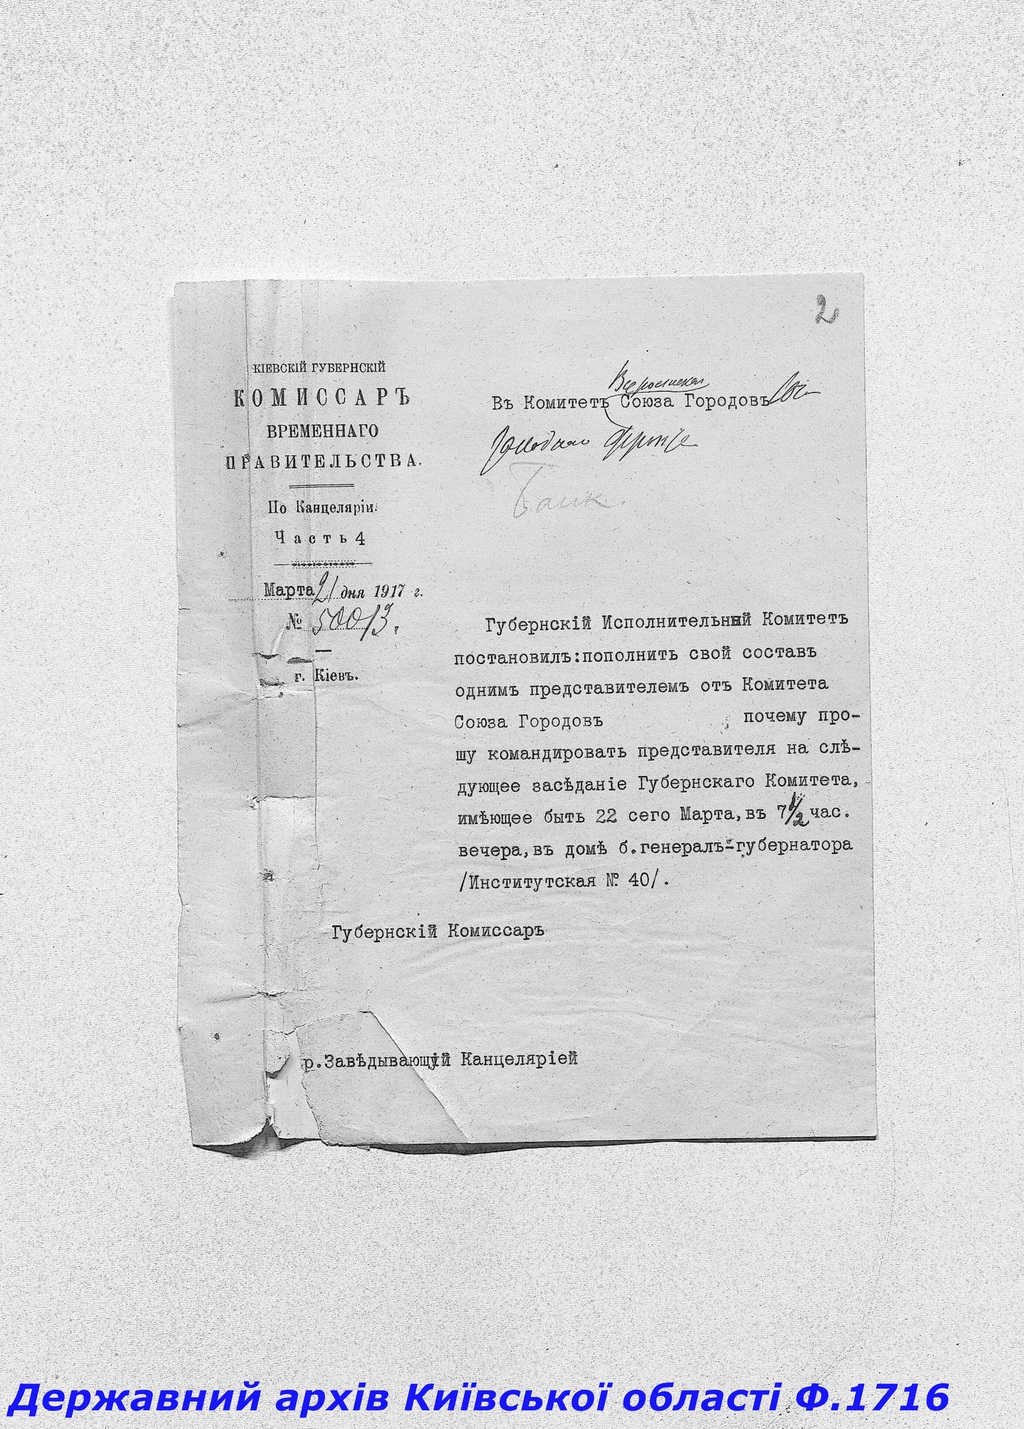 2
КІЕВСКІЙ ГУБЕРНСКІЙ
КОМИССАРЪ
ВРЕМЕННАГО
ПРАВИТЕЛЬСТВА.
По Канцеляріи.
Часть 4
Марта 21 дня 1917 г.
№ 50013.
г. Кіевъ.
Всероссійскаго
Въ Комитетъ Союза Городовъ
Губернскій Исполнительный Комитетъ
постановилъ:пополнить свой составъ
однимъ представителемъ отъ Комитета
Союза Городовъ почему про-
шу командировать представителя на слѣ-
дующее засѣданіе Губернскаго Комитета,
имѣющее быть 22 сего Марта,въ 7 1/2 час.
вечера,въ домѣ б.генералъ-губернатора
/Институтская № 40/.
Губернскій Комиссаръ
р.Завѣдывающій Канцеляріей
Державний архів Київської області Ф.1716